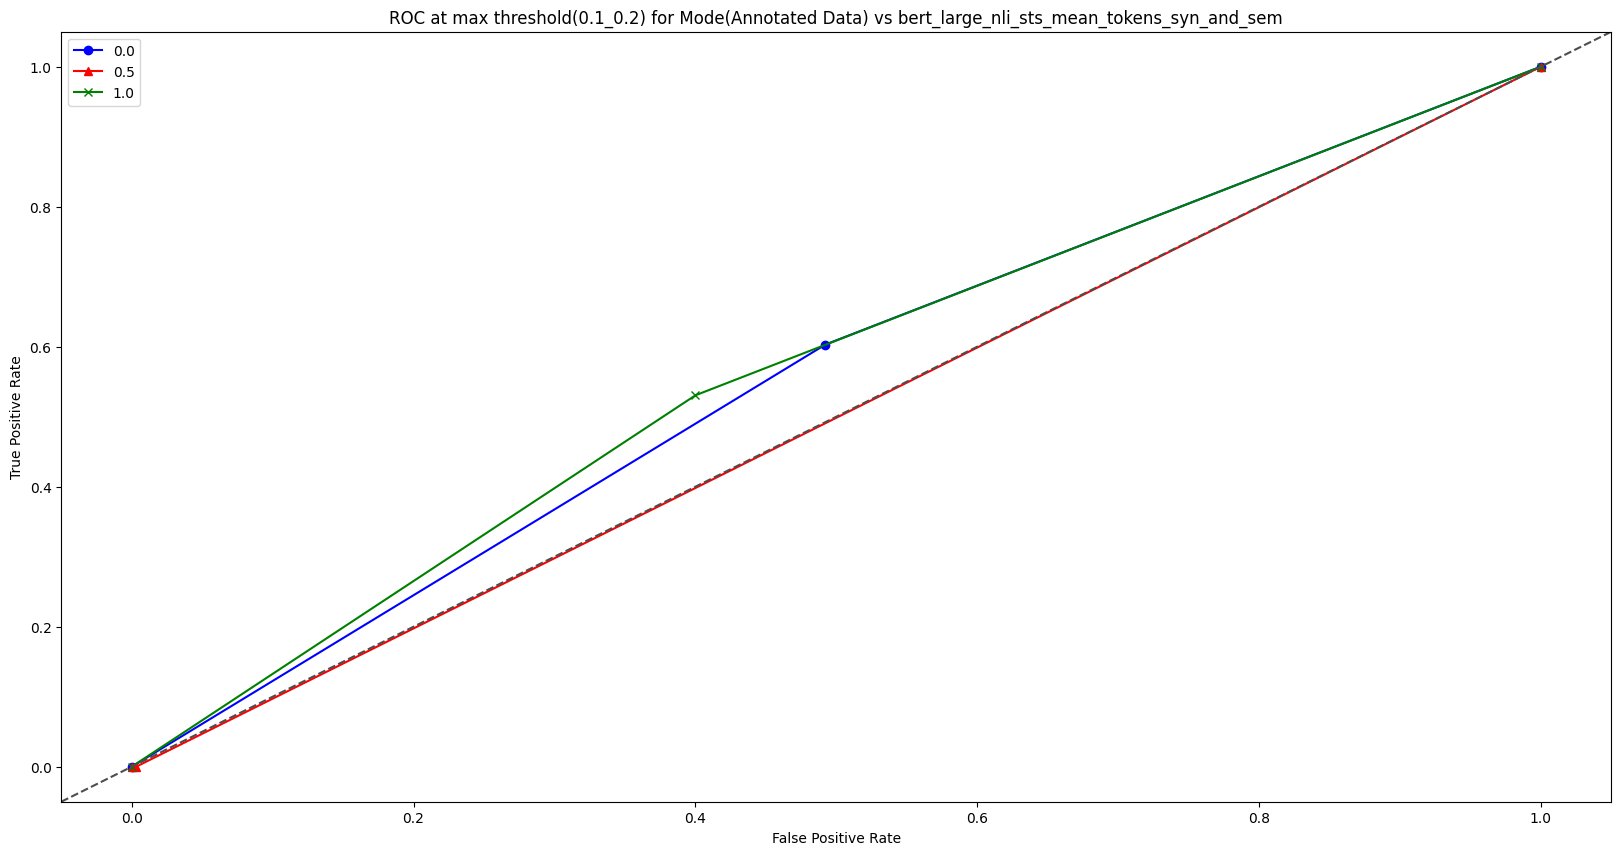 ROC at max threshold(0.1_0.2) for Mode(Annotated Data) vs bert_large_nli_sts_mean_tokens_syn_and_sem
0.0
0.5
1.0
1.0
0.8
0.6
0.4
0.2
0.0
True Positive Rate
0.0 0.2 0.4 0.6 0.8 1.0
False Positive Rate